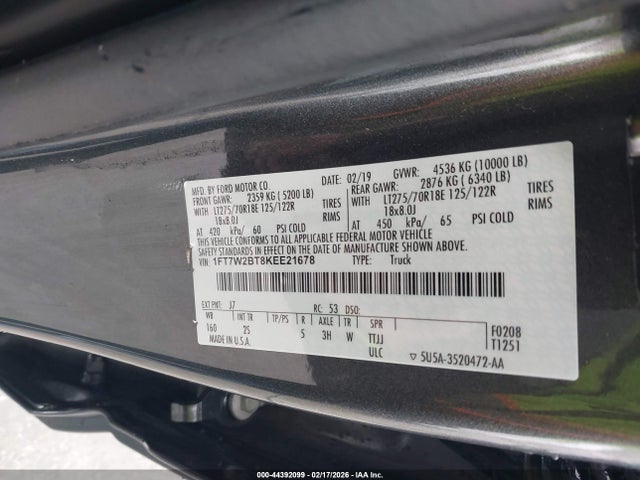 MFD. BY FORD MOTOR CO.
DATE: 02/19 GVWR: 4536 KG (10000 LB)
FRONT GAWR: 2359 KG (5200 LB) REAR GAWR: 2876 KG (6340 LB)
WITH LT275/70R18E 125/122R TIRES WITH LT275/70R18E 125/122R TIRES
18x8.0J RIMS 18x8.0J RIMS
AT 420 kPa/ 60 PSI COLD AT 450 kPa/ 65 PSI COLD
THIS VEHICLE CONFORMS TO ALL APPLICABLE FEDERAL MOTOR VEHICLE
SAFETY STANDARDS IN EFFECT ON THE DATE OF MANUFACTURE SHOWN ABOVE.
VIN: 1FT7W2BT8KEE21678 TYPE: Truck
EXT PNT: J7 RC: 53 DSO:
WB INT TR TP/PS R AXLE TR SPR F0208
160 2S 5 3H W TTJJ T1251
MADE IN U.S.A. ULC ▽ 5U5A-3520472-AA
000-44392099 - 02/17/2026 - IAA Inc.